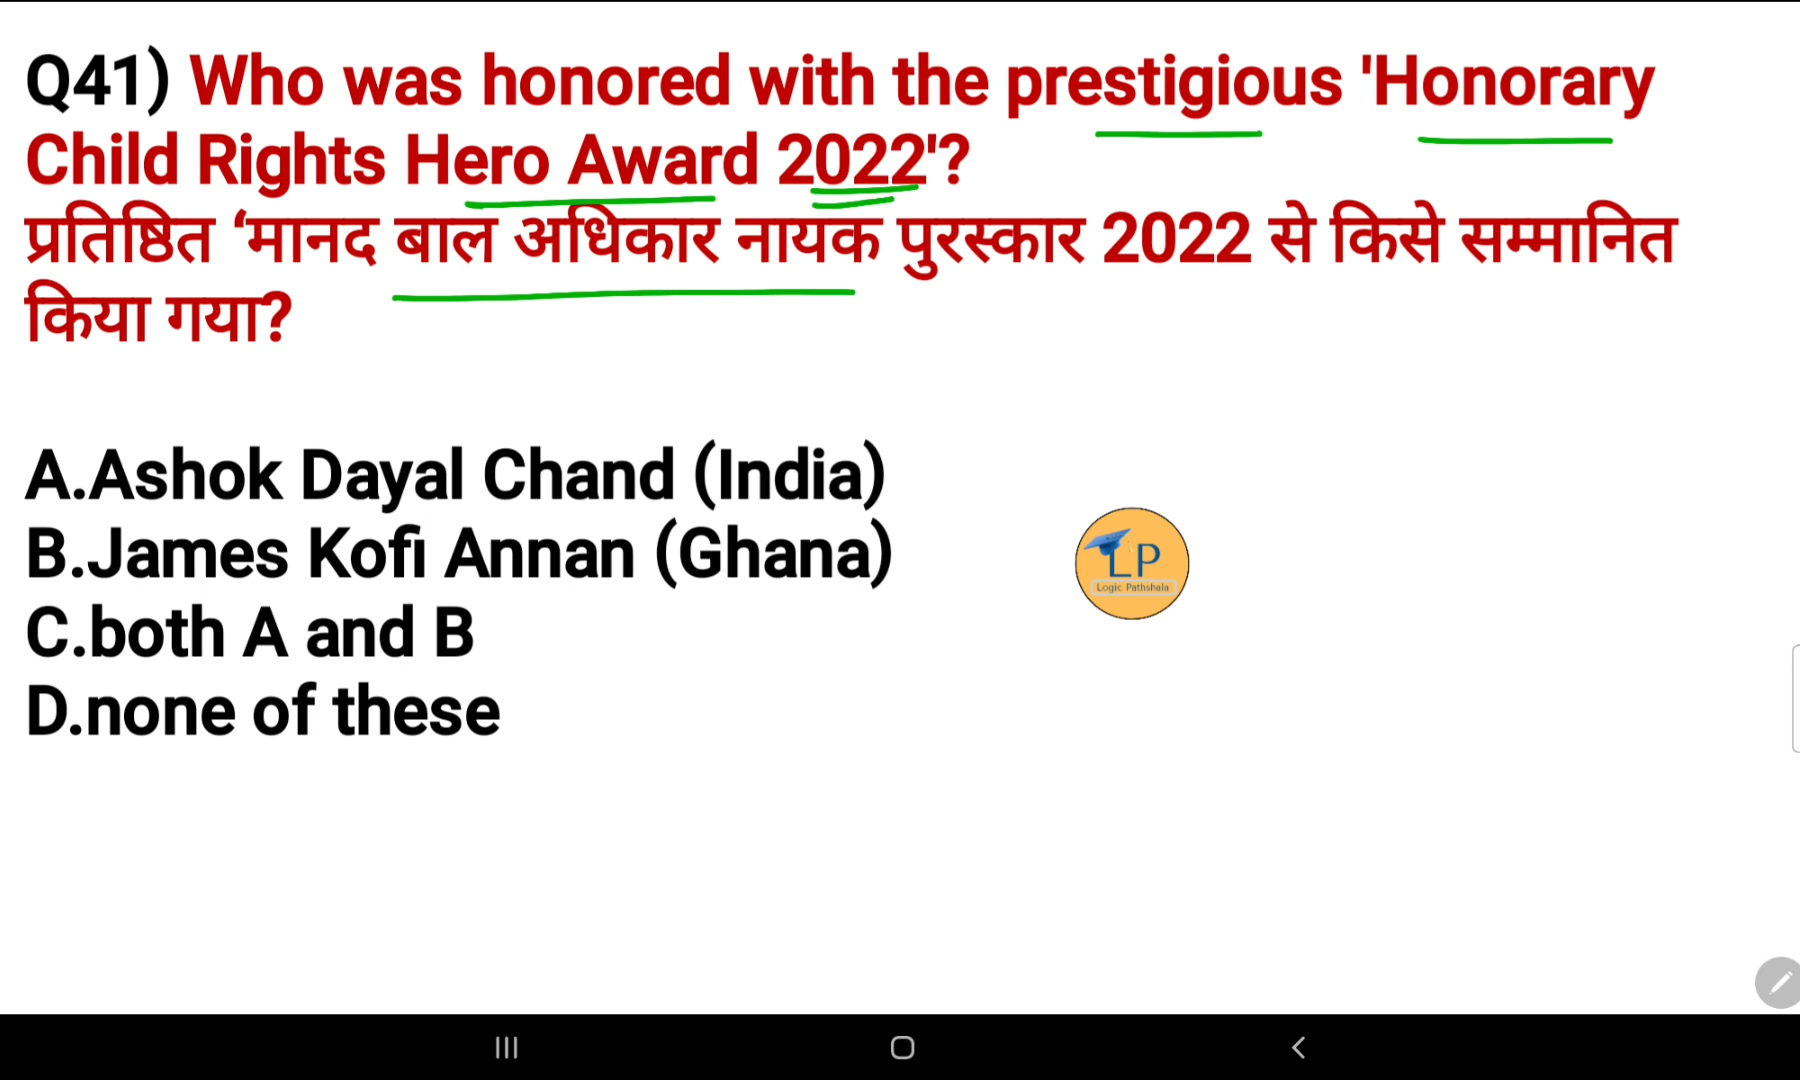 Q41) Who was honored with the prestigious 'Honorary
Child Rights Hero Award 2022'?
प्रतिष्ठित ‘मानद बाल अधिकार नायक पुरस्कार 2022 से किसे सम्मानित
किया गया?
A.Ashok Dayal Chand (India)
B.James Kofi Annan (Ghana)
C.both A and B
D.none of these
LP
Logic Pathshala